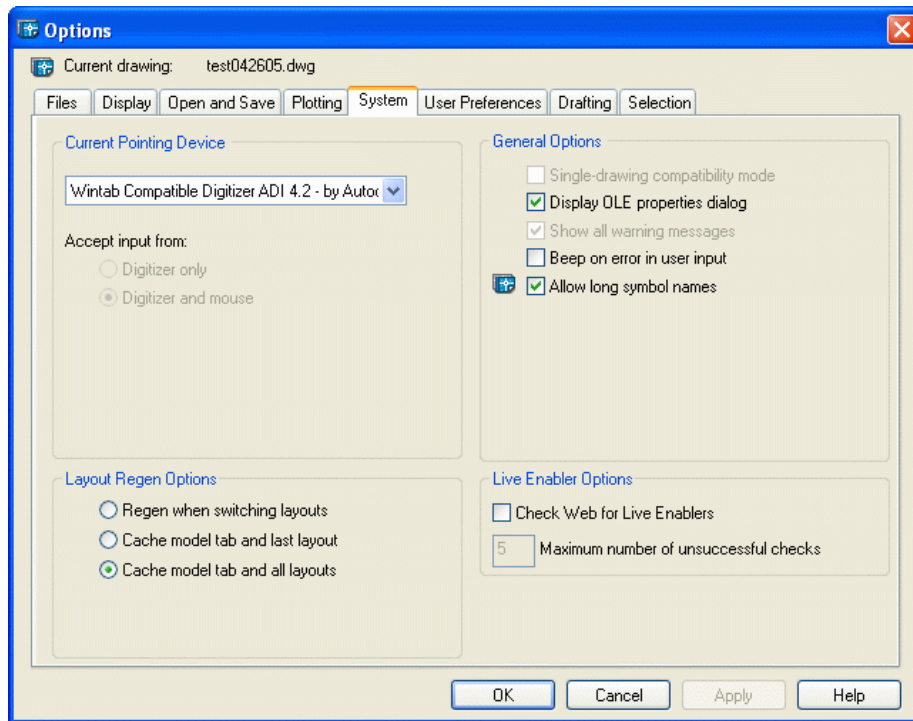 Options
Current drawing: test042605.dwg
Files Display Open and Save Plotting System User Preferences Drafting Selection
Current Pointing Device
Wintab Compatible Digitizer ADI 4.2 - by
Accept input from:
Digitizer only
Digitizer and mouse
General Options
Single-drawing compatibility mode
Display OLE properties dialog
Show all warning messages
Beep on error in user input
Allow long symbol names
Layout Regen Options
Regen when switching layouts
Cache model tab and last layout
Cache model tab and all layouts
Live Enabler Options
Check Web for Live Enablers
5 Maximum number of unsuccessful checks
OK Cancel Apply Help